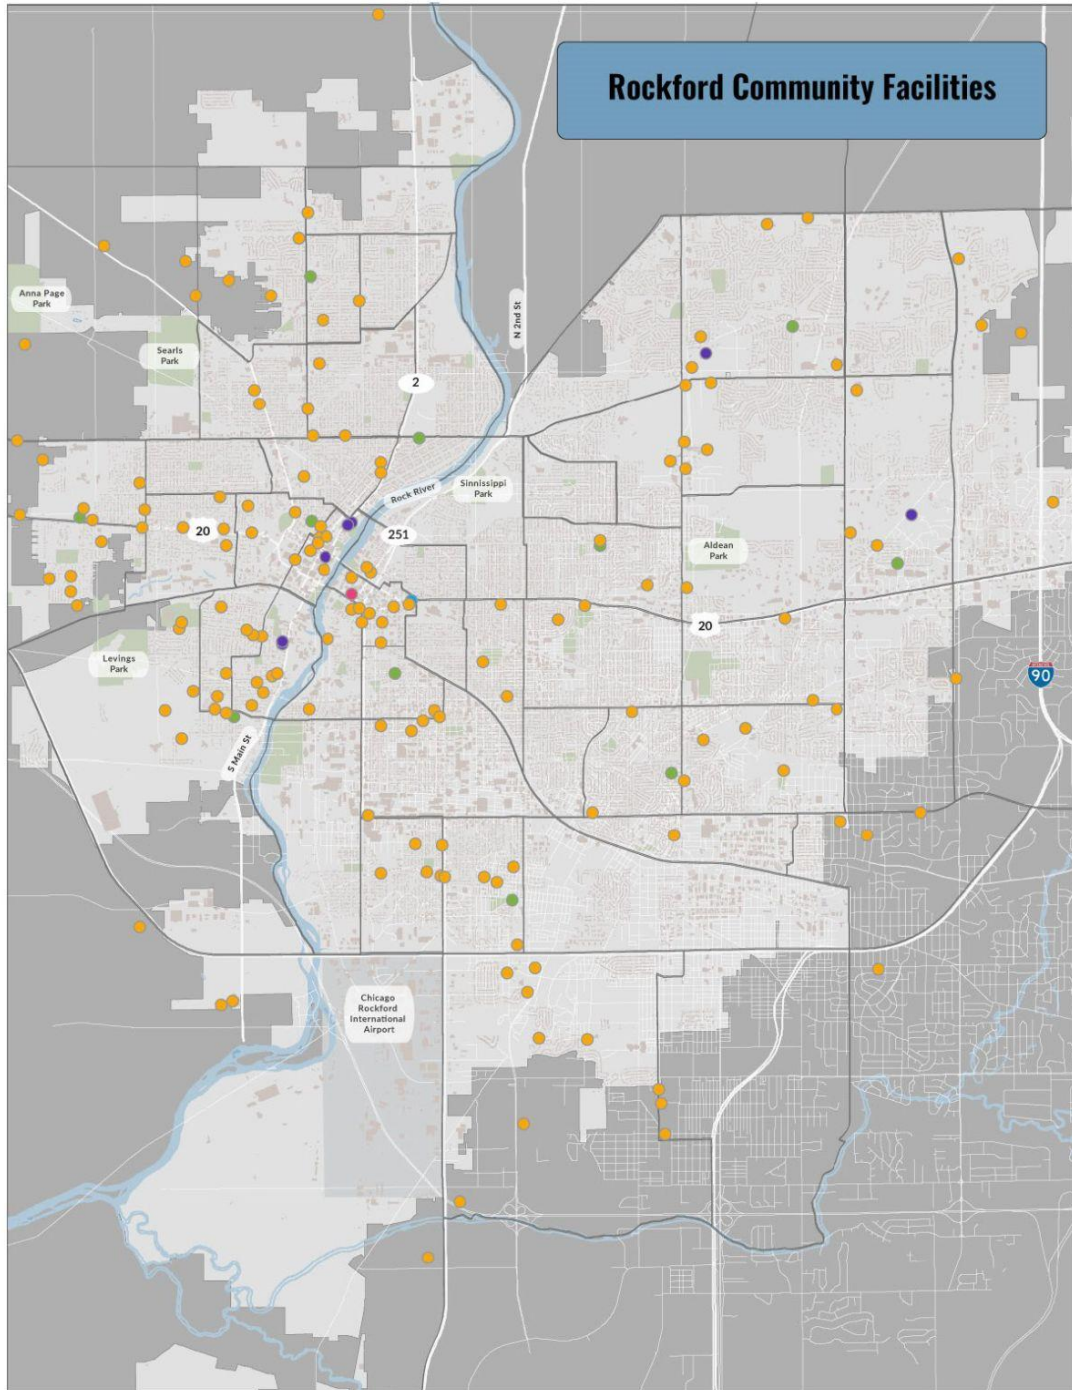 Rockford Community Facilities
Anna Page
Park
N 2nd St
Searls
Park
2
Rock River
Sinnissippi
Park
20
251
Aldean
Park
20
Levings
Park
90
S Main St
Chicago
Rockford
International
Airport